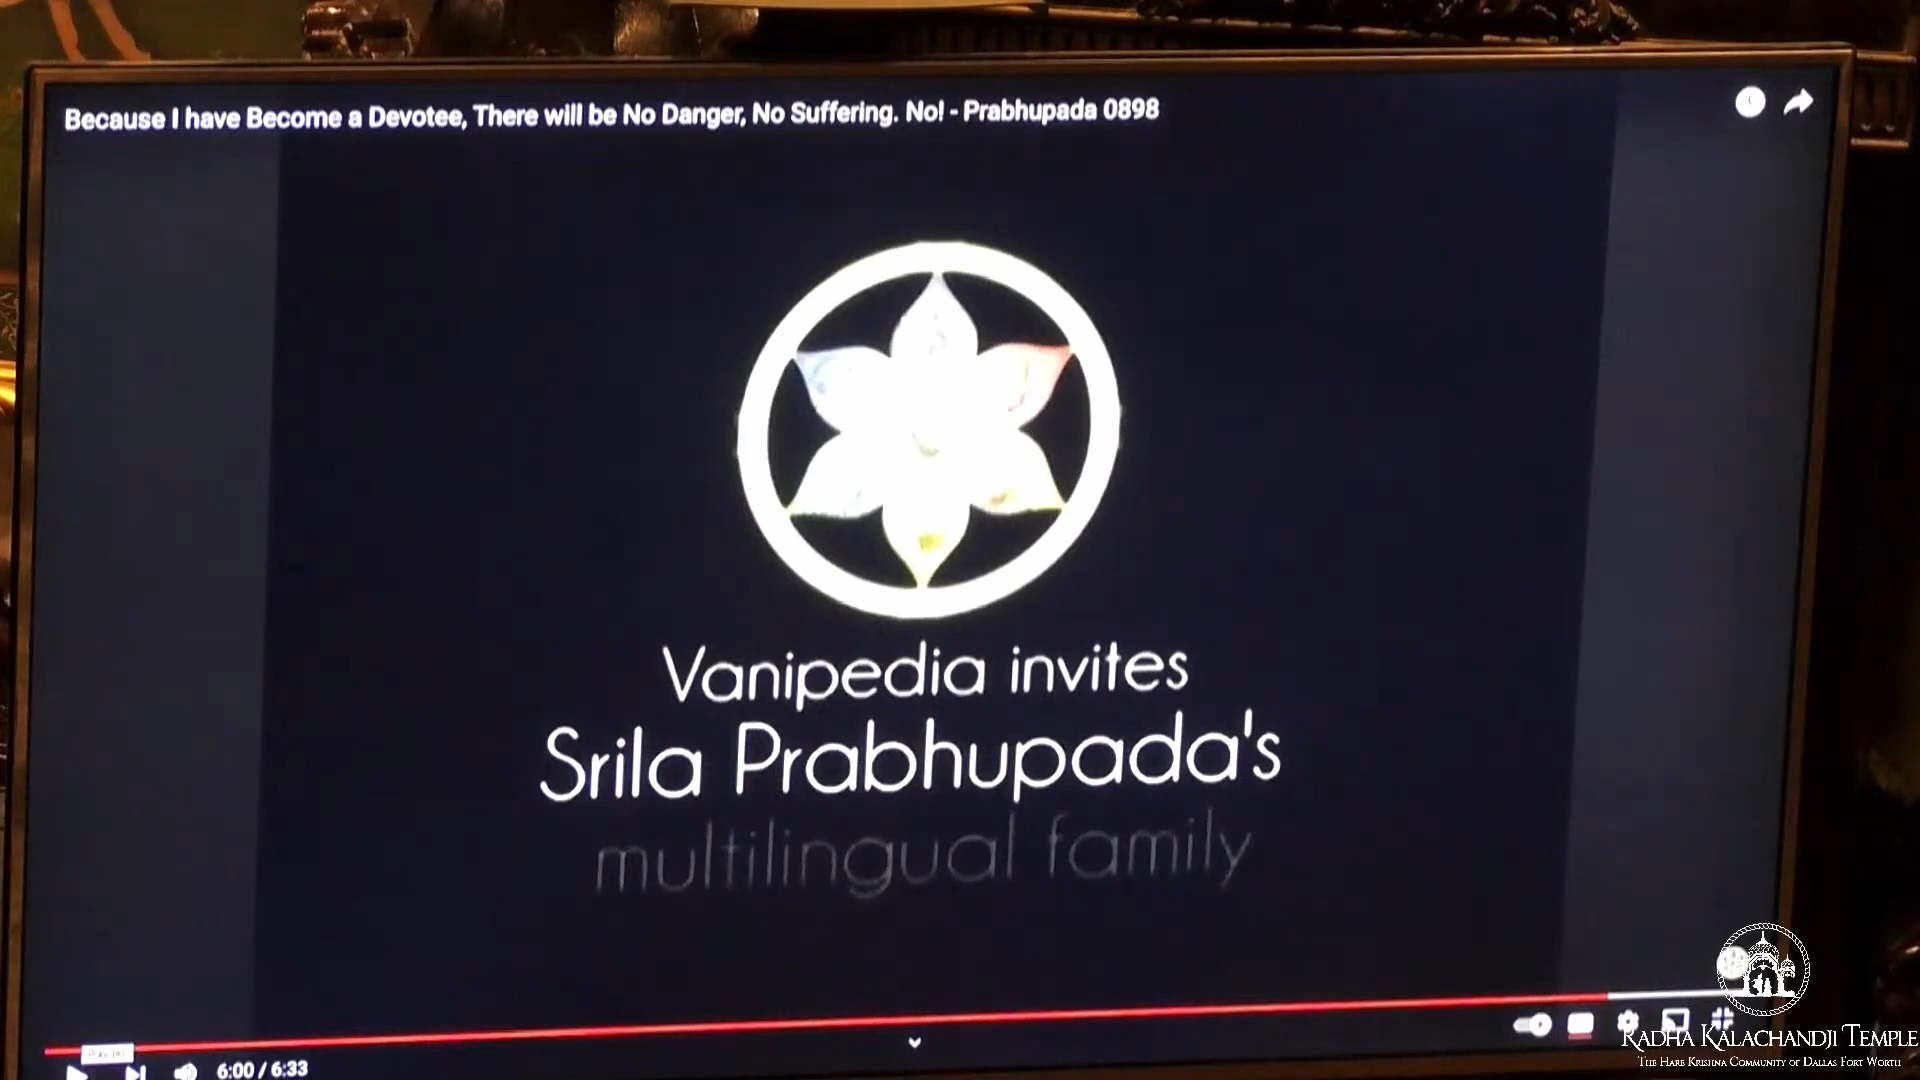 Because I have Become a Devotee, There will be No Danger, No Suffering. No! - Prabhupada 0898
Vanipedia invites
Srila Prabhupada's
multilingual family
Play (k)
6:00 / 6:33
RADHA KALACHANDJI TEMPLE
THE HARE KRISHNA COMMUNITY OF DALLAS FORT WORTH